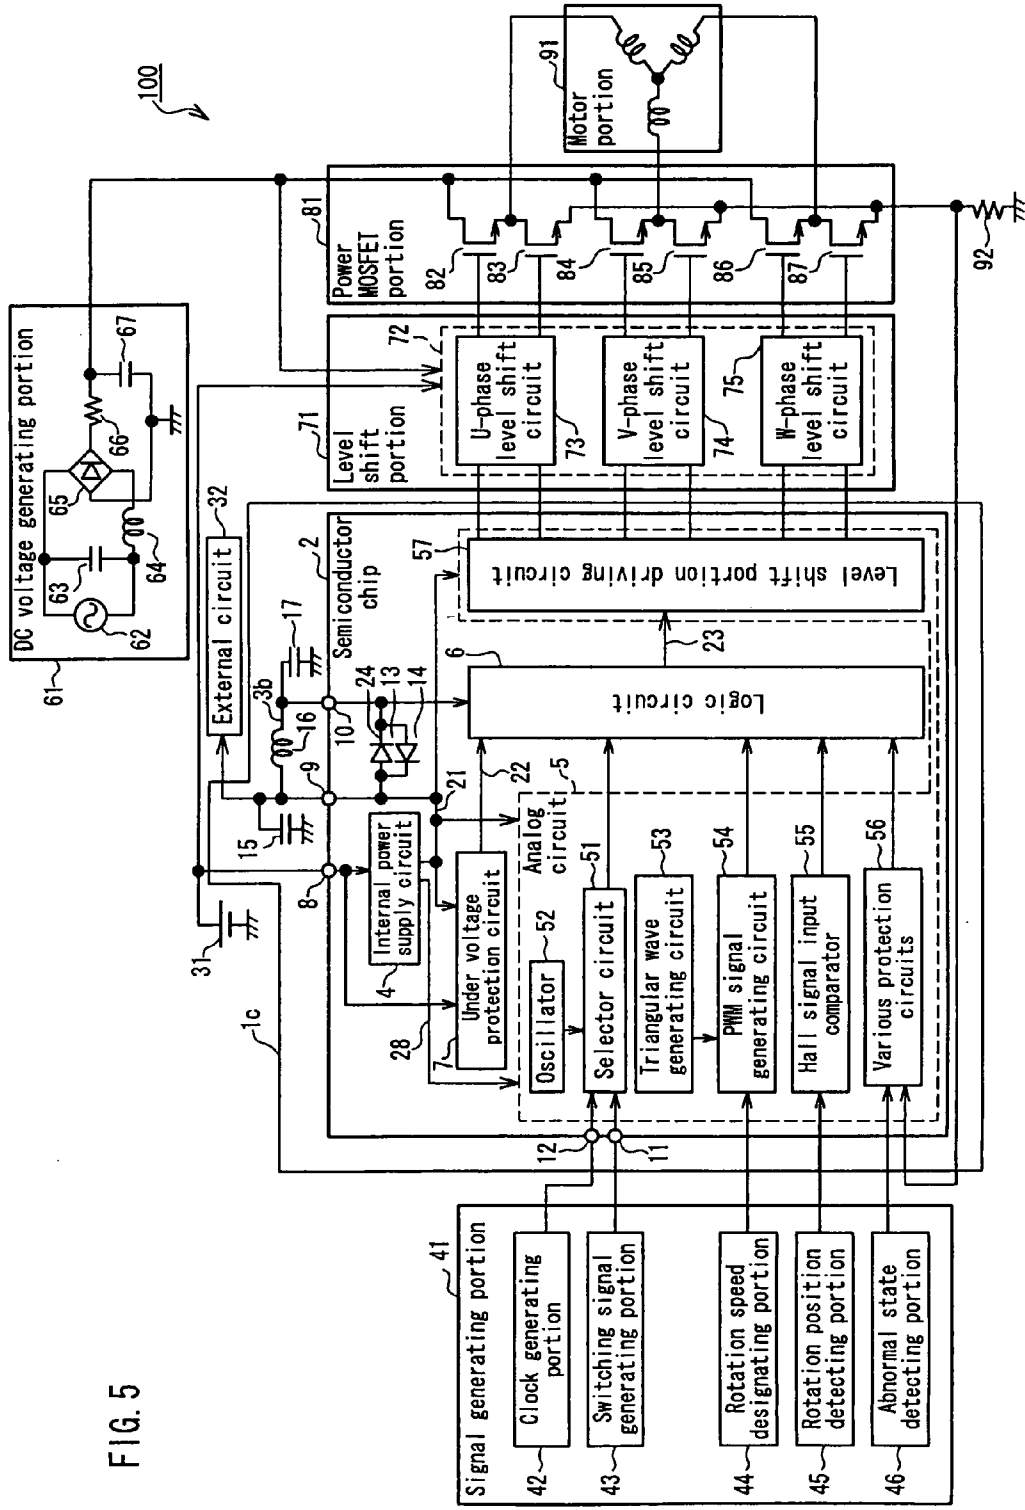 FIG. 5
100
61
DC voltage generating portion
62
63
64
65
66
67
31
1c
External circuit
32
15
3b
16
17
8
9
10
2
Semiconductor
chip
Internal power
supply circuit
4
24
13
14
21
22
28
Under voltage
protection circuit
7
Analog
circuit
5
Oscillator
52
Selector circuit
51
Triangular wave
generating circuit
53
PWM signal
generating circuit
54
Hall signal input
comparator
55
Various protection
circuits
56
12
11
6
Logic circuit
23
57
Level shift portion driving circuit
71
Level
shift
portion
72
U-phase
level shift
circuit
73
V-phase
level shift
circuit
74
W-phase
level shift
circuit
75
81
Power
MOSFET
portion
82
83
84
85
86
87
91
Motor
portion
92
Signal generating portion
41
Clock generating
portion
42
Switching signal
generating portion
43
Rotation speed
designating portion
44
Rotation position
detecting portion
45
Abnormal state
detecting portion
46